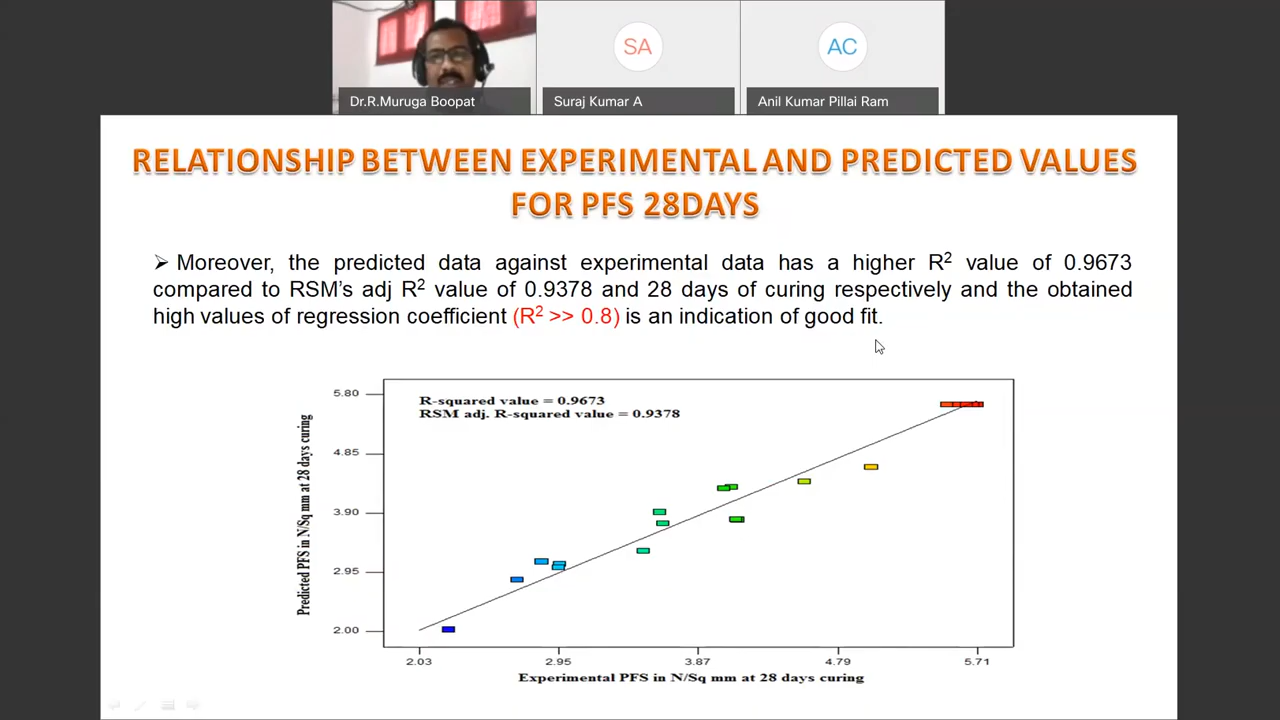 SA
AC
Dr.R.Muruga Boopat
Suraj Kumar A
Anil Kumar Pillai Ram
RELATIONSHIP BETWEEN EXPERIMENTAL AND PREDICTED VALUES
FOR PFS 28DAYS
➢ Moreover, the predicted data against experimental data has a higher R² value of 0.9673
compared to RSM's adj R² value of 0.9378 and 28 days of curing respectively and the obtained
high values of regression coefficient (R² >> 0.8) is an indication of good fit.
R-squared value = 0.9673
RSM adj. R-squared value = 0.9378
Predicted PFS in N/Sq mm at 28 days curing
5.80
4.85
3.90
2.95
2.00
2.03 2.95 3.87 4.79 5.71
Experimental PFS in N/Sq mm at 28 days curing